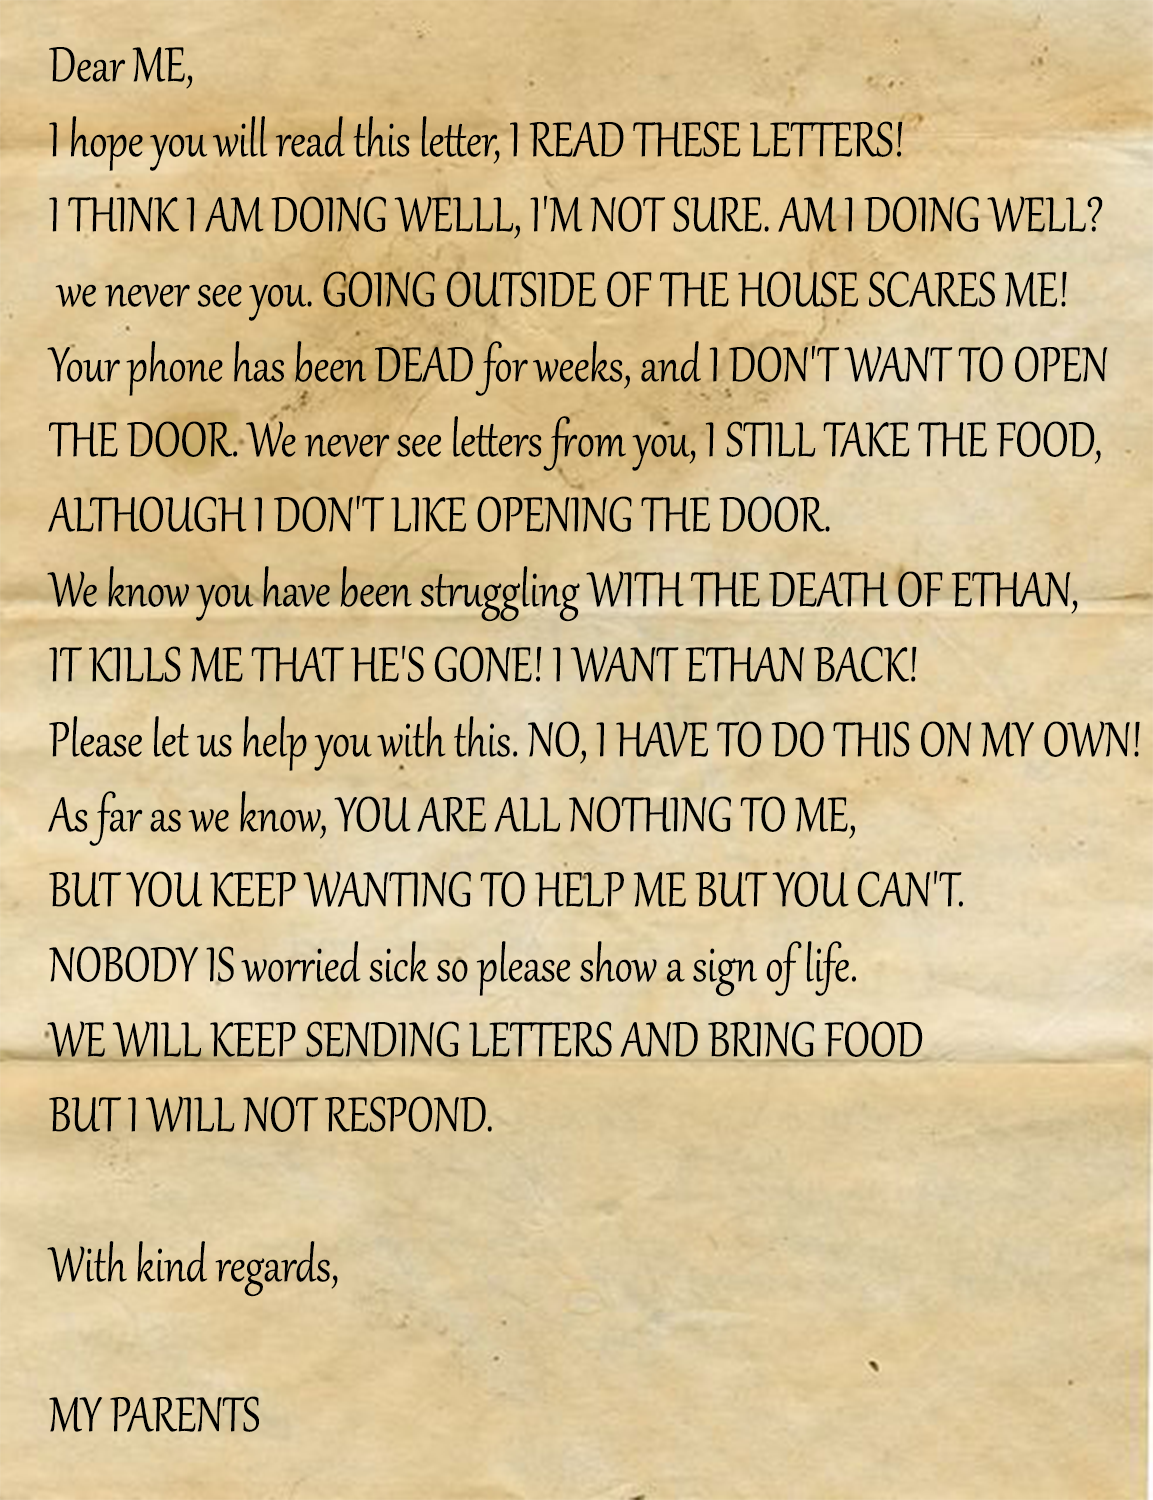 Dear ME,
I hope you will read this letter, I READ THESE LETTERS!
I THINK I AM DOING WELLL, I'M NOT SURE. AM I DOING WELL?
we never see you. GOING OUTSIDE OF THE HOUSE SCARES ME!
Your phone has been DEAD for weeks, and I DON'T WANT TO OPEN
THE DOOR. We never see letters from you, I STILL TAKE THE FOOD,
ALTHOUGH I DON'T LIKE OPENING THE DOOR.
We know you have been struggling WITH THE DEATH OF ETHAN,
IT KILLS ME THAT HE'S GONE! I WANT ETHAN BACK!
Please let us help you with this. NO, I HAVE TO DO THIS ON MY OWN!
As far as we know, YOU ARE ALL NOTHING TO ME,
BUT YOU KEEP WANTING TO HELP ME BUT YOU CAN'T.
NOBODY IS worried sick so please show a sign of life.
WE WILL KEEP SENDING LETTERS AND BRING FOOD
BUT I WILL NOT RESPOND.
With kind regards,
MY PARENTS